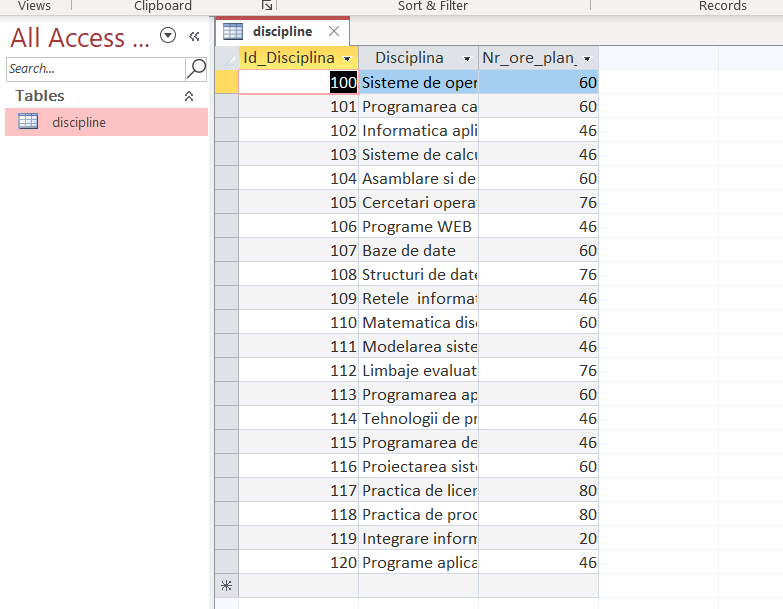 Views Clipboard Sort & Filter Records
All Access ...
Search...
Tables
discipline
discipline
Id_Disciplina Disciplina Nr_ore_plan_
100 Sisteme de oper 60
101 Programarea ca 60
102 Informatica apli 46
103 Sisteme de calcu 46
104 Asamblare si de 60
105 Cercetari opera 76
106 Programe WEB 46
107 Baze de date 60
108 Structuri de date 76
109 Retele informat 46
110 Matematica disc 60
111 Modelarea siste 46
112 Limbaje evaluat 76
113 Programarea ap 60
114 Tehnologii de pr 46
115 Programarea de 46
116 Proiectarea siste 60
117 Practica de licen 80
118 Practica de proc 80
119 Integrare inform 20
120 Programe aplica 46